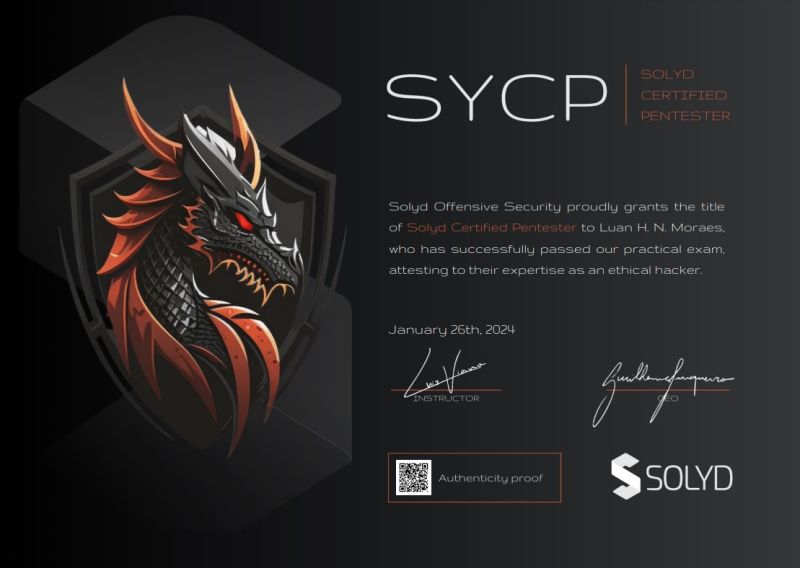 SYCP
SOLYD
CERTIFIED
PENTESTER
Solyd Offensive Security proudly grants the title
of Solyd Certified Pentester to Luan H. N. Moraes,
who has successfully passed our practical exam,
attesting to their expertise as an ethical hacker.
January 26th, 2024
INSTRUCTOR
CEO
Authenticity proof
SOLYD